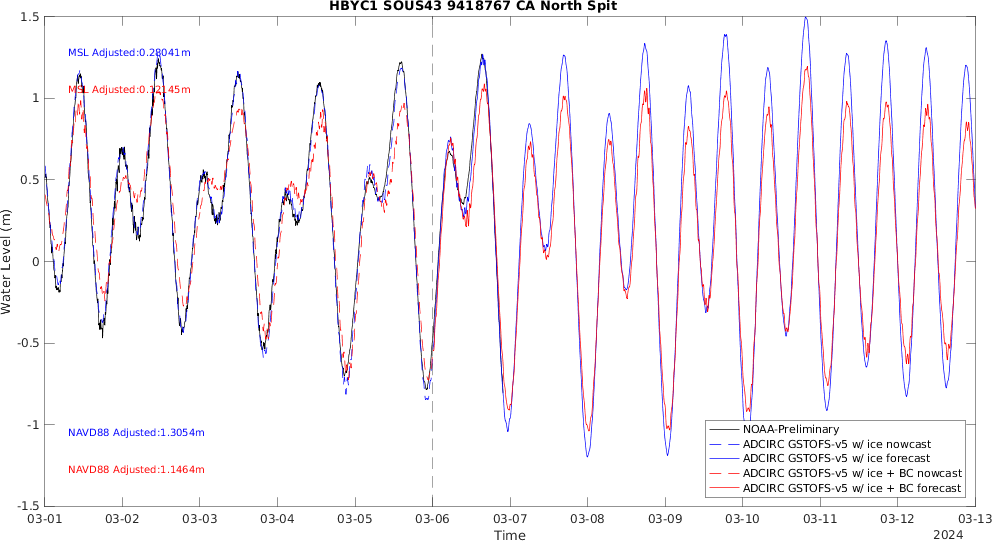 HBYC1 SOUS43 9418767 CA North Spit
1.5
1
0.5
0
-0.5
-1
-1.5
Water Level (m)
MSL Adjusted:0.28041m
MSL Adjusted:0.12145m
NAVD88 Adjusted:1.3054m
NAVD88 Adjusted:1.1464m
NOAA-Preliminary
ADCIRC GSTOFS-v5 w/ ice nowcast
ADCIRC GSTOFS-v5 w/ ice forecast
ADCIRC GSTOFS-v5 w/ ice + BC nowcast
ADCIRC GSTOFS-v5 w/ ice + BC forecast
03-01 03-02 03-03 03-04 03-05 03-06 03-07 03-08 03-09 03-10 03-11 03-12 03-13
Time
2024